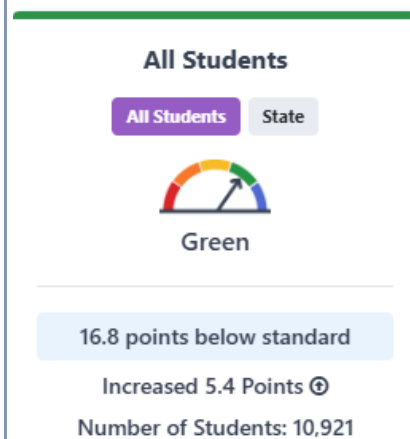 All Students
All Students State
Green
16.8 points below standard
Increased 5.4 Points
Number of Students: 10,921